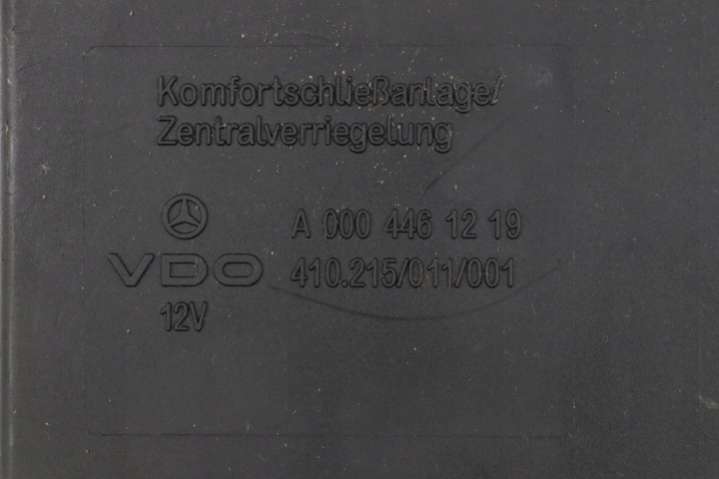 Komfortschließanlage/
Zentralverriegelung
A 000 446 12 19
VDO 410.215/011/001
12V